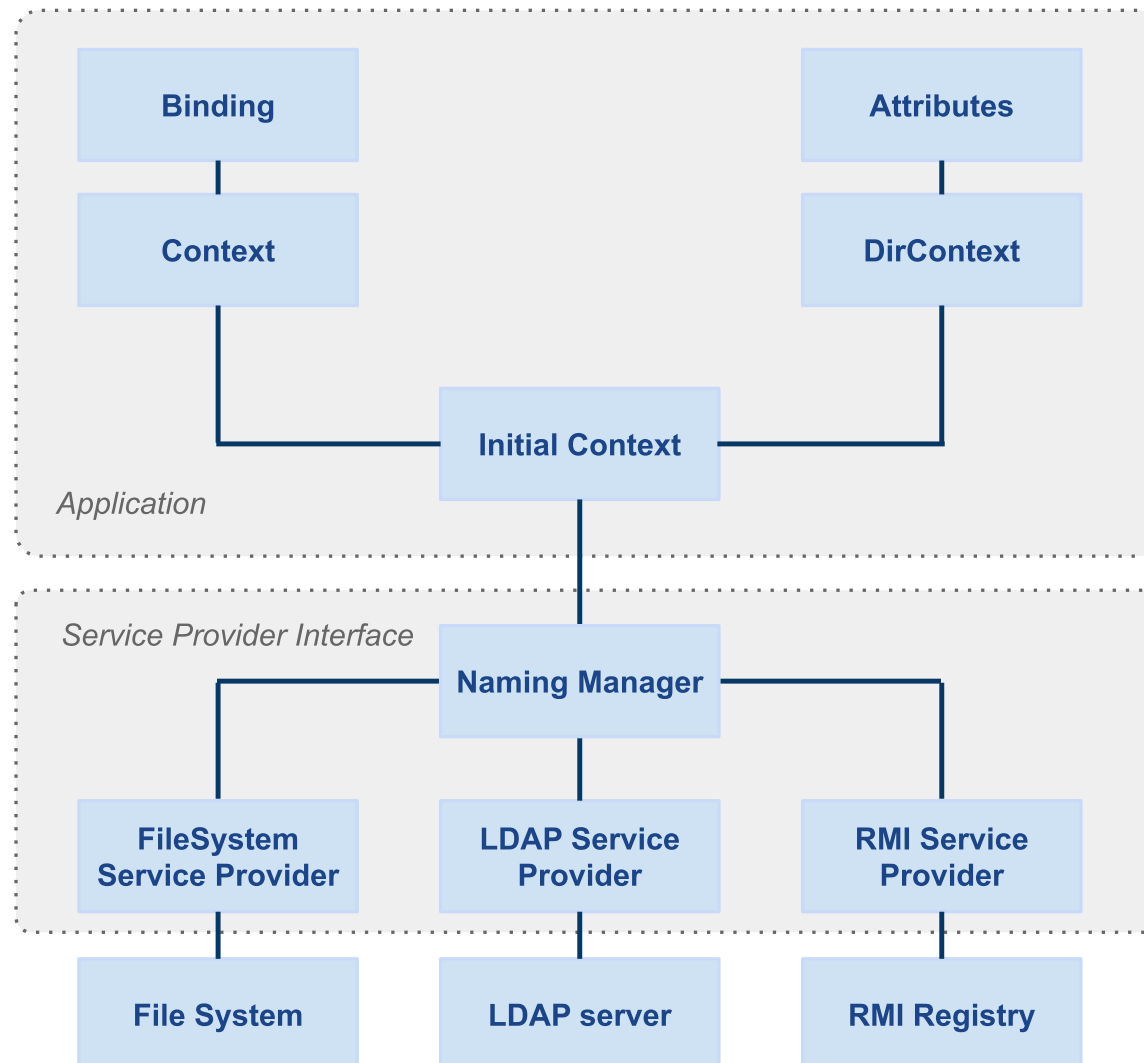 Binding
Attributes
Context
DirContext
Initial Context
Application
Service Provider Interface
Naming Manager
FileSystem
Service Provider
LDAP Service
Provider
RMI Service
Provider
File System
LDAP server
RMI Registry